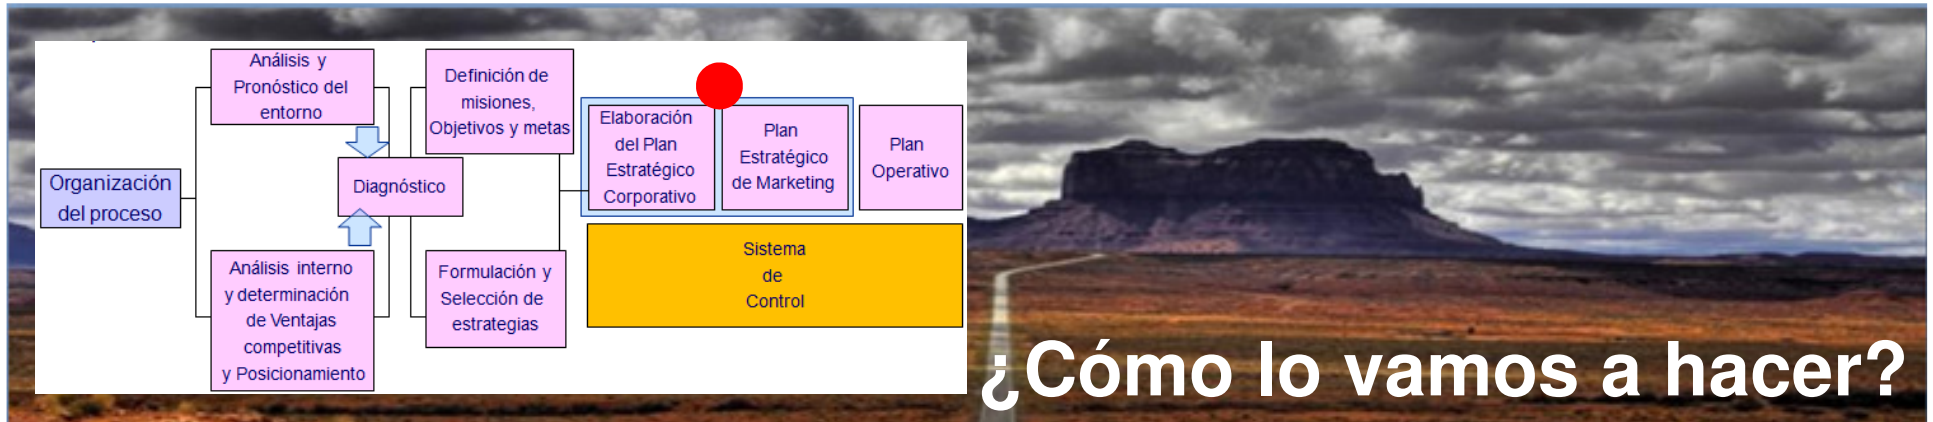 Organización
del proceso
Análisis y
Pronóstico del
entorno
Análisis interno
y determinación
de Ventajas
competitivas
y Posicionamiento
Diagnóstico
Definición de
misiones,
Objetivos y metas
Formulación y
Selección de
estrategias
Elaboración
del Plan
Estratégico
Corporativo
Plan
Estratégico
de Marketing
Plan
Operativo
Sistema
de
Control
¿Cómo lo vamos a hacer?